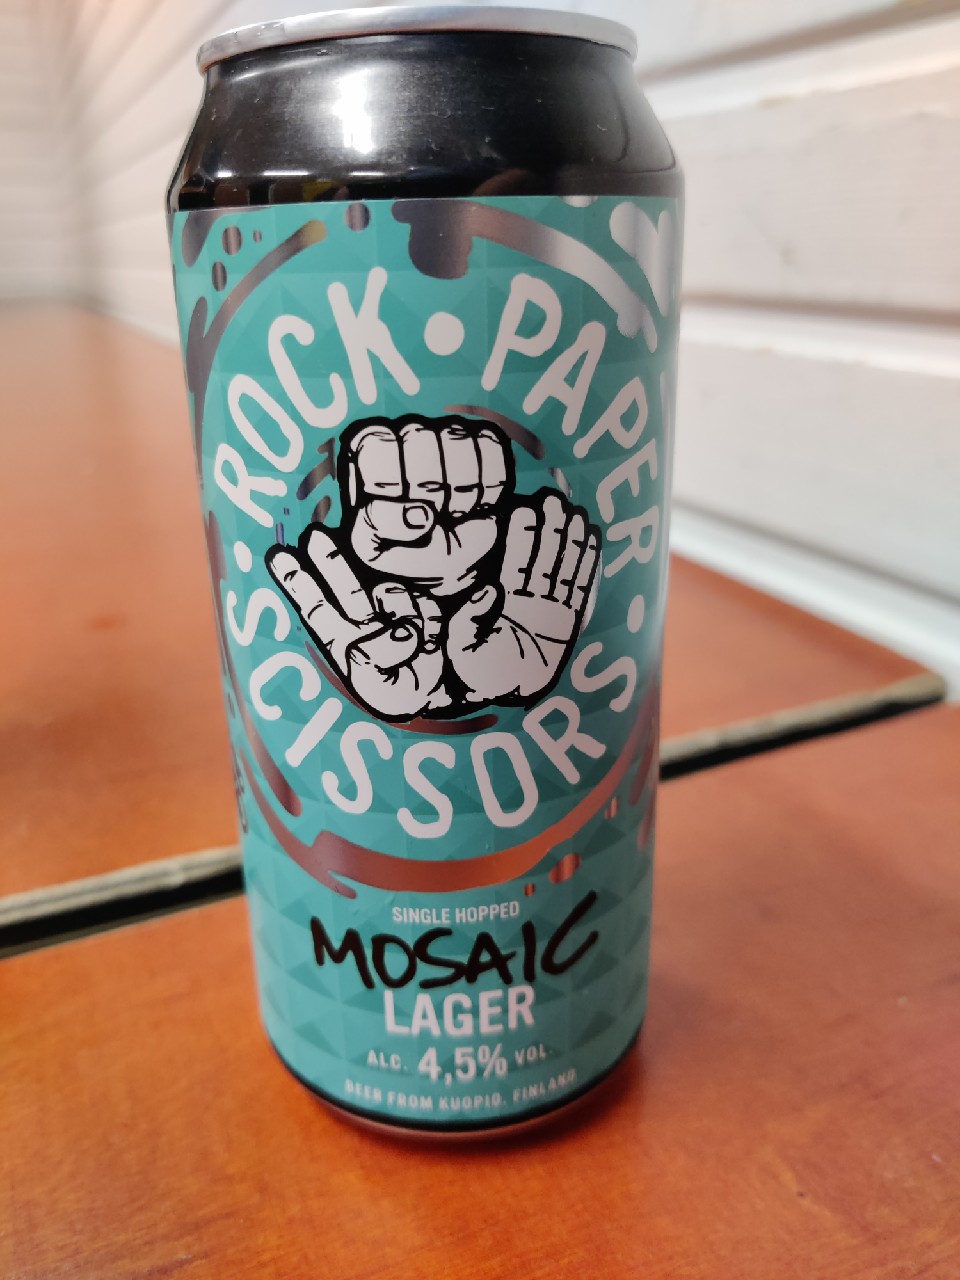 ROCK • PAPER • SCISSORS •
SINGLE HOPPED
MOSAIC
LAGER
ALC. 4,5% VOL.
BEER FROM KUOPIO, FINLAND